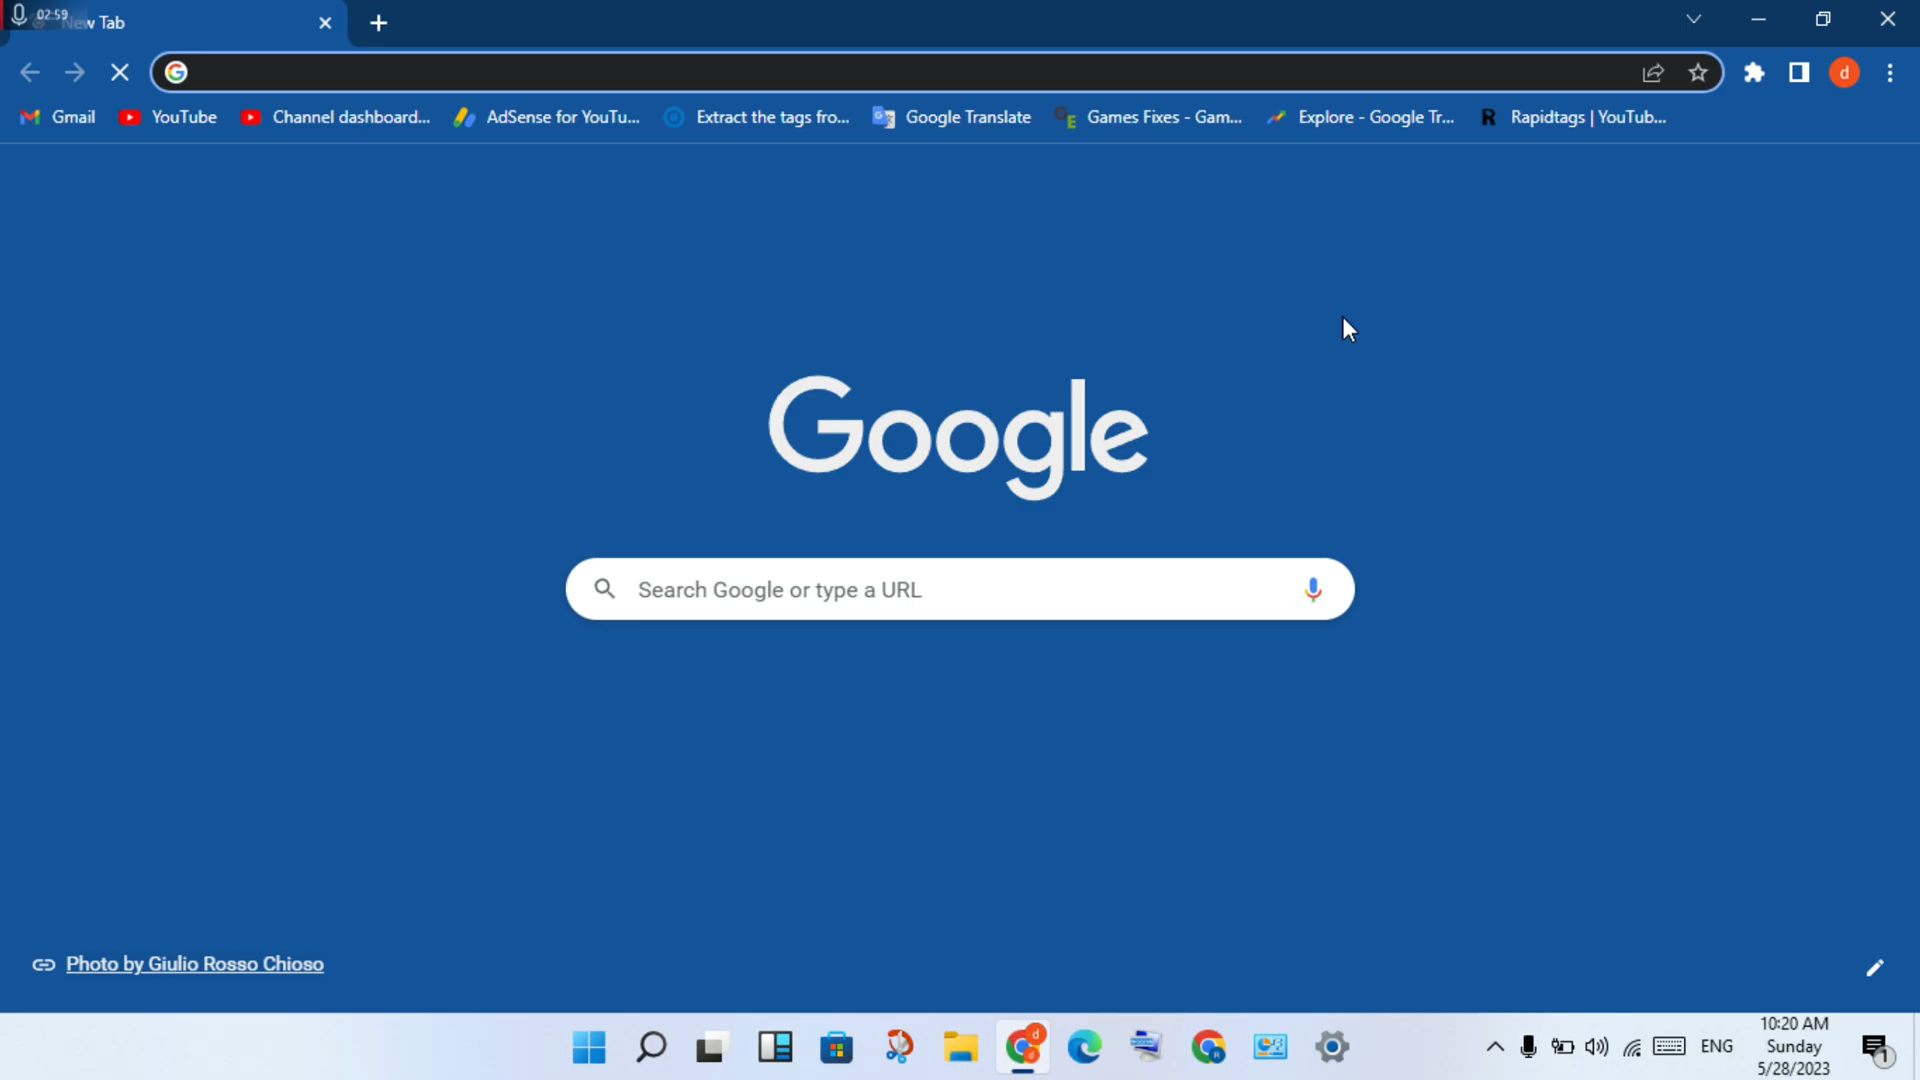 02:59
New Tab
Gmail
YouTube
Channel dashboard...
AdSense for YouTu...
Extract the tags fro...
Google Translate
Games Fixes - Gam...
Explore - Google Tr...
Rapidtags | YouTub...
d
Google
Search Google or type a URL
Photo by Giulio Rosso Chioso
ENG
10:20 AM
Sunday
5/28/2023
1